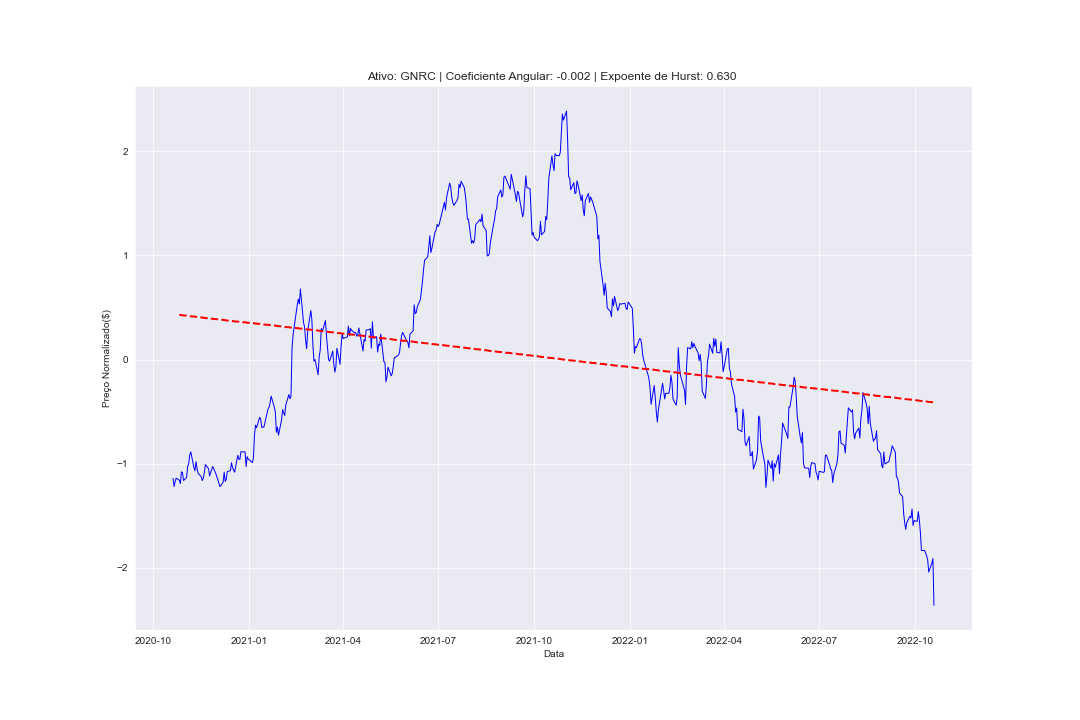 Ativo: GNRC | Coeficiente Angular: -0.002 | Expoente de Hurst: 0.630
Preço Normalizado($)
2
1
0
−1
−2
2020-10 2021-01 2021-04 2021-07 2021-10 2022-01 2022-04 2022-07 2022-10
Data